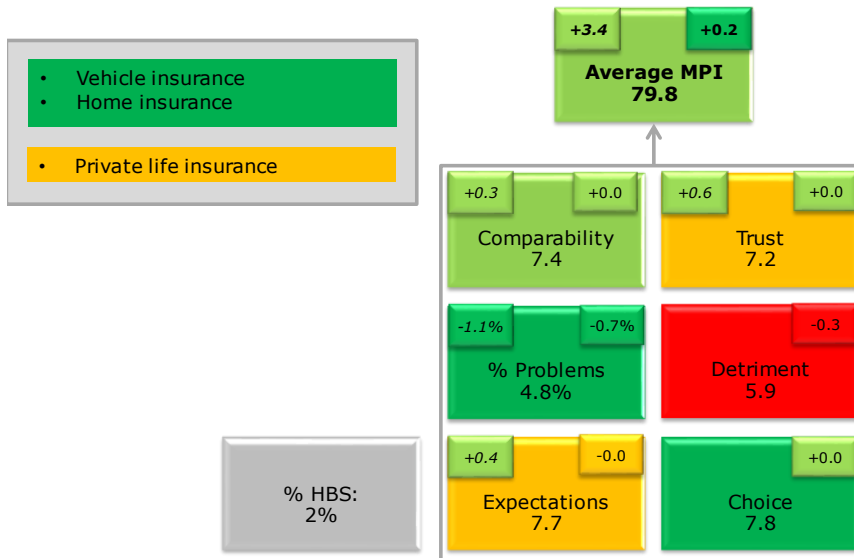 +3.4 +0.2
Average MPI
79.8
• Vehicle insurance
• Home insurance
• Private life insurance
+0.3 +0.0
Comparability
7.4
+0.6 +0.0
Trust
7.2
-1.1% -0.7%
% Problems
4.8%
-0.3
Detriment
5.9
% HBS:
2%
+0.4 -0.0
Expectations
7.7
+0.0
Choice
7.8